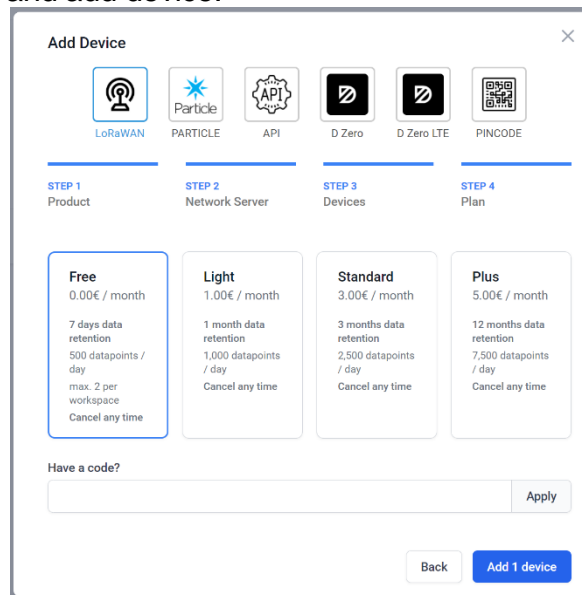 and add device.
Add Device
Particle
API
LoRaWAN PARTICLE API D Zero D Zero LTE PINCODE
STEP 1 STEP 2 STEP 3 STEP 4
Product Network Server Devices Plan
Free
0.00€ / month
7 days data
retention
500 datapoints /
day
max. 2 per
workspace
Cancel any time
Light
1.00€ / month
1 month data
retention
1,000 datapoints
/ day
Cancel any time
Standard
3.00€ / month
3 months data
retention
2,500 datapoints
/ day
Cancel any time
Plus
5.00€ / month
12 months data
retention
7,500 datapoints
/ day
Cancel any time
Have a code?
Apply
Back Add 1 device